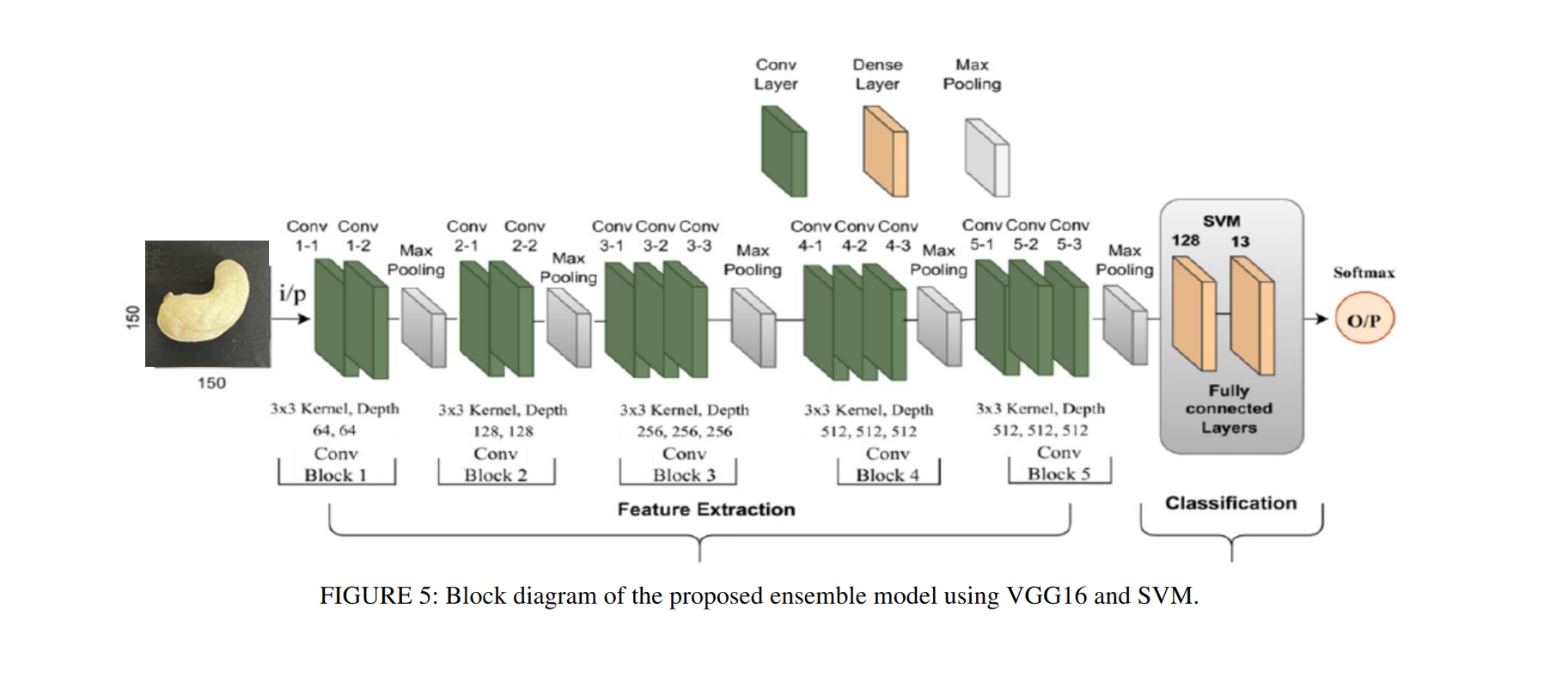 Conv
Layer
Dense
Layer
Max
Pooling
Conv
1-1
Conv
1-2
Max
Pooling
Conv
2-1
Conv
2-2
Max
Pooling
Conv Conv Conv
3-1 3-2 3-3
Max
Pooling
Conv Conv Conv
4-1 4-2 4-3
Max
Pooling
Conv Conv Conv
5-1 5-2 5-3
Max
Pooling
SVM
128 13
Softmax
i/p
150
150
O/P
Fully
connected
Layers
3x3 Kernel, Depth
64, 64
Conv
Block 1
3x3 Kernel, Depth
128, 128
Conv
Block 2
3x3 Kernel, Depth
256, 256, 256
Conv
Block 3
3x3 Kernel, Depth
512, 512, 512
Conv
Block 4
3x3 Kernel, Depth
512, 512, 512
Conv
Block 5
Feature Extraction
Classification
FIGURE 5: Block diagram of the proposed ensemble model using VGG16 and SVM.